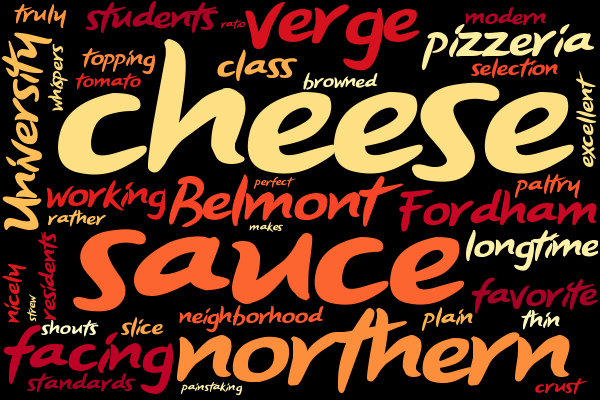 truly
students
ratio
verge
modern
pizzeria
University
whispers
topping
tomato
class
browned
selection
cheese
excellent
working
rather
Belmont
perfect
makes
paltry
Fordham
sauce
longtime
nicely
strew
residents
favorite
shouts
slice
neighborhood
plain
thin
facing
northern
standards
painstaking
crust